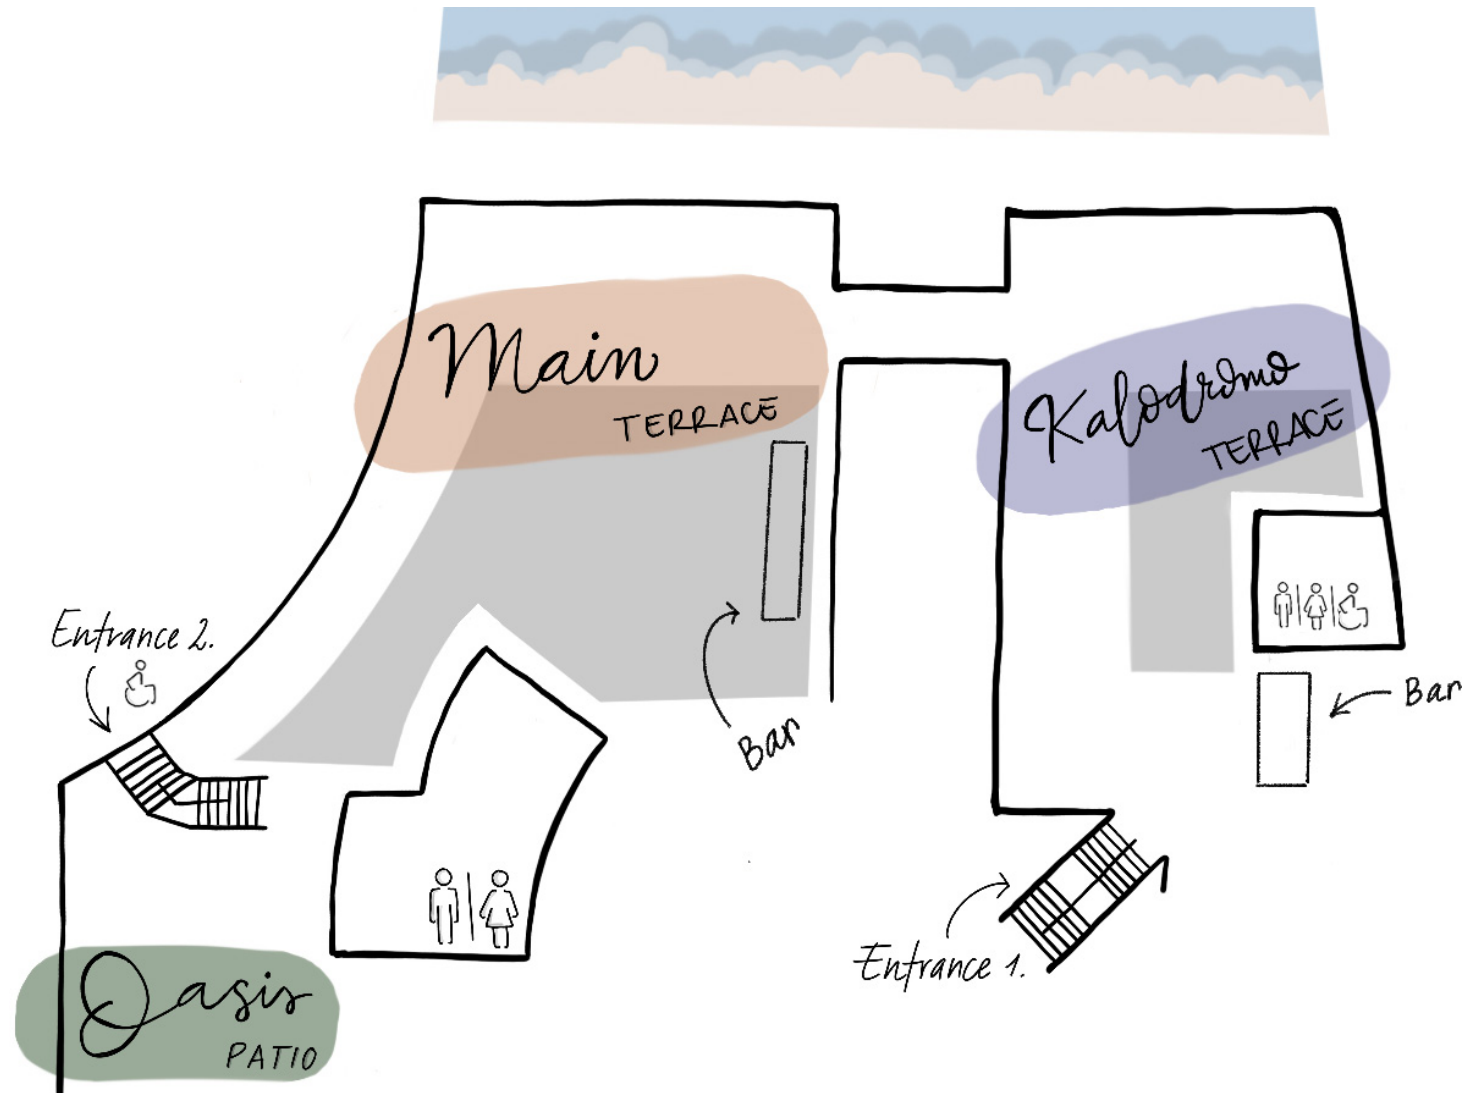 Main
TERRACE
Kalodromo
TERRACE
Entrance 2.
Bar
Bar
Entrance 1.
Oasis
PATIO